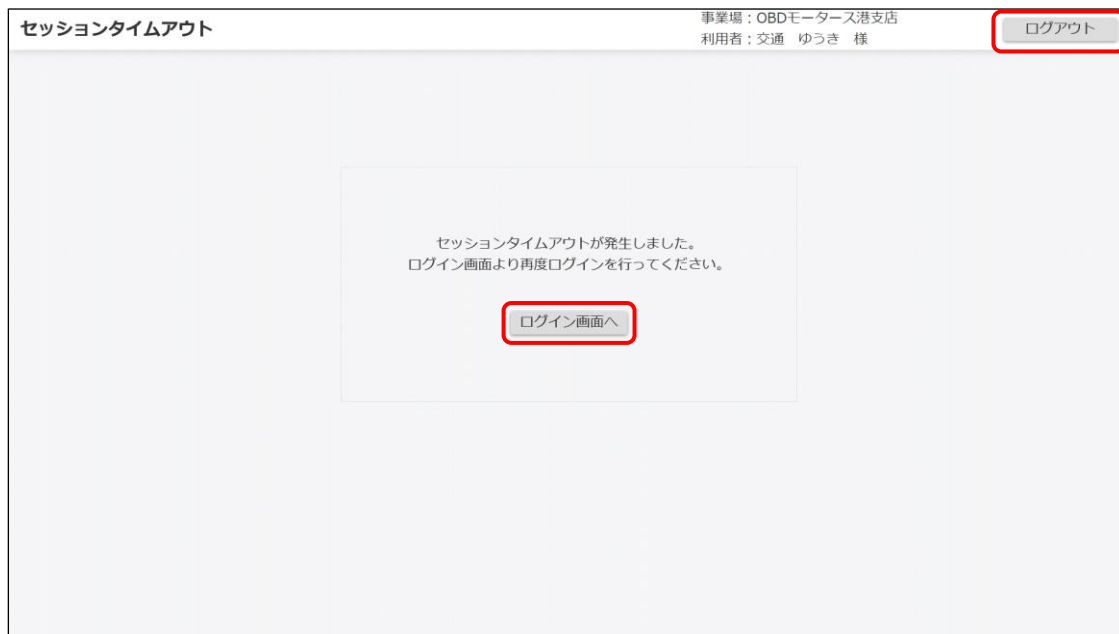 セッションタイムアウト
事業場：OBDモータース港支店
利用者：交通　ゆうき　様
ログアウト
セッションタイムアウトが発生しました。
ログイン画面より再度ログインを行ってください。
ログイン画面へ